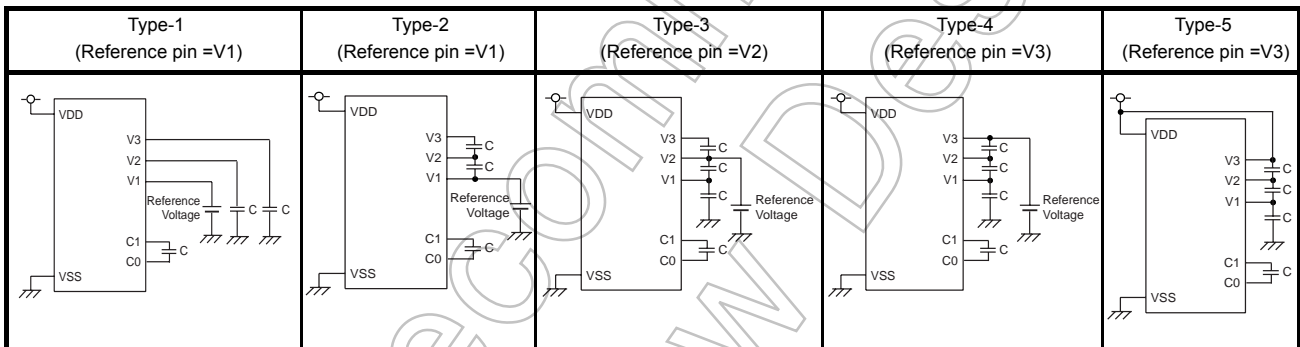 Type-1
(Reference pin =V1)
Type-2
(Reference pin =V1)
Type-3
(Reference pin =V2)
Type-4
(Reference pin =V3)
Type-5
(Reference pin =V3)
VDD
V3
V2
V1
Reference
Voltage
C
C
C1
C
C0
VSS
VDD
V3
C
V2
C
V1
Reference
Voltage
C1
C
C0
VSS
VDD
V3
C
V2
C
V1
C
Reference
Voltage
C1
C
C0
VSS
VDD
V3
C
V2
C
V1
C
Reference
Voltage
C1
C
C0
VSS
VDD
V3
C
V2
C
V1
C
C1
C
C0
VSS